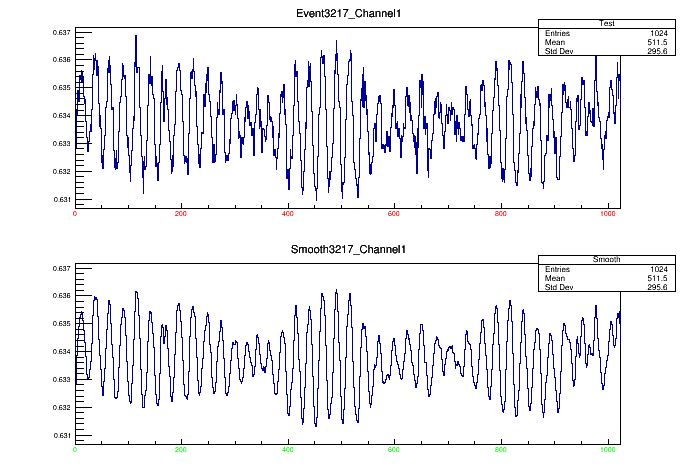 Event3217_Channel1
Test
Entries 1024
Mean 511.5
Std Dev 295.6
0.637
0.636
0.635
0.634
0.633
0.632
0.631
0 200 400 600 800 1000
Smooth3217_Channel1
Smooth
Entries 1024
Mean 511.5
Std Dev 295.6
0.637
0.636
0.635
0.634
0.633
0.632
0.631
0 200 400 600 800 1000